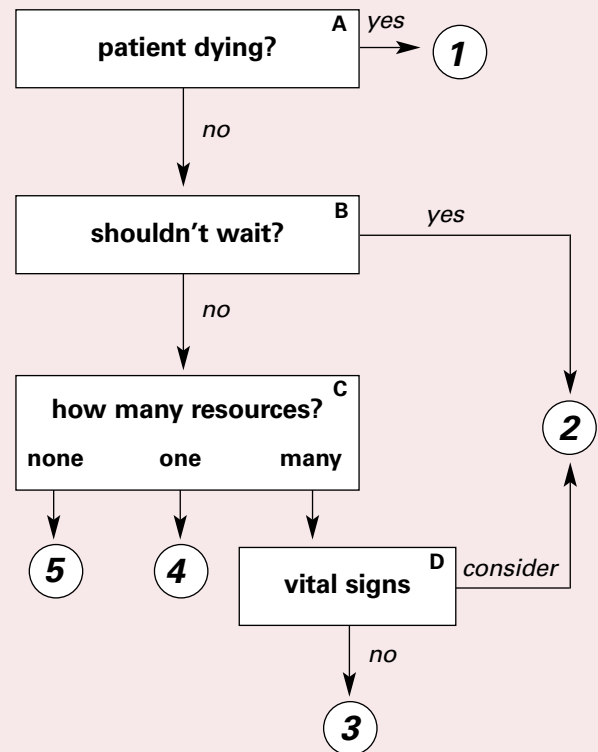 A
patient dying?
yes
1
no
B
shouldn't wait?
yes
no
C
how many resources?
none one many
2
5 4
D
vital signs
consider
no
3